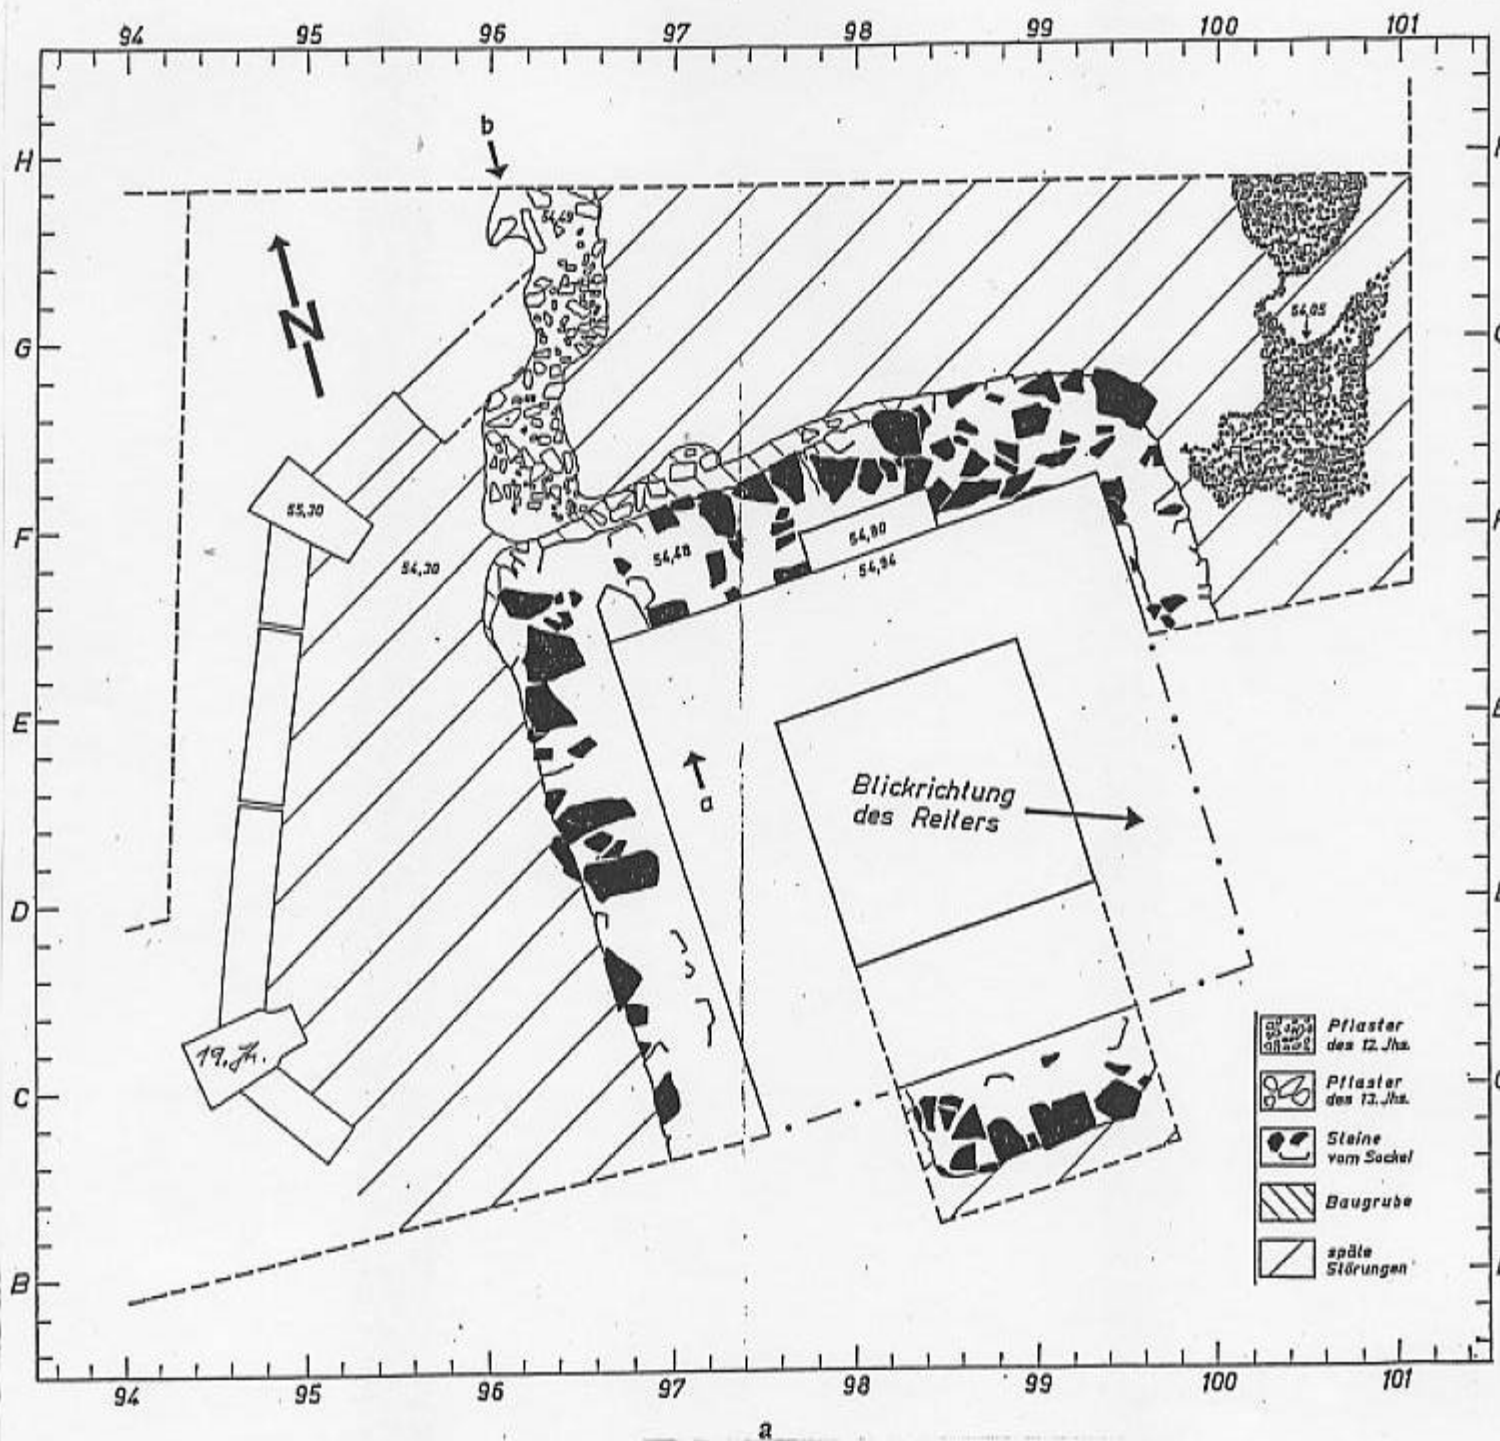 94 95 96 97 98 99 100 101
b
H
54,49
N
G
54,05
55,30
F
54,30
54,48
54,80
54,94
E
a
Blickrichtung
des Reiters
D
19. Jh.
C
B
Pflaster
des 12. Jhs.
Pflaster
des 13. Jhs.
Steine
vom Sockel
Baugrube
späte
Störungen
94 95 96 97 98 99 100 101
a